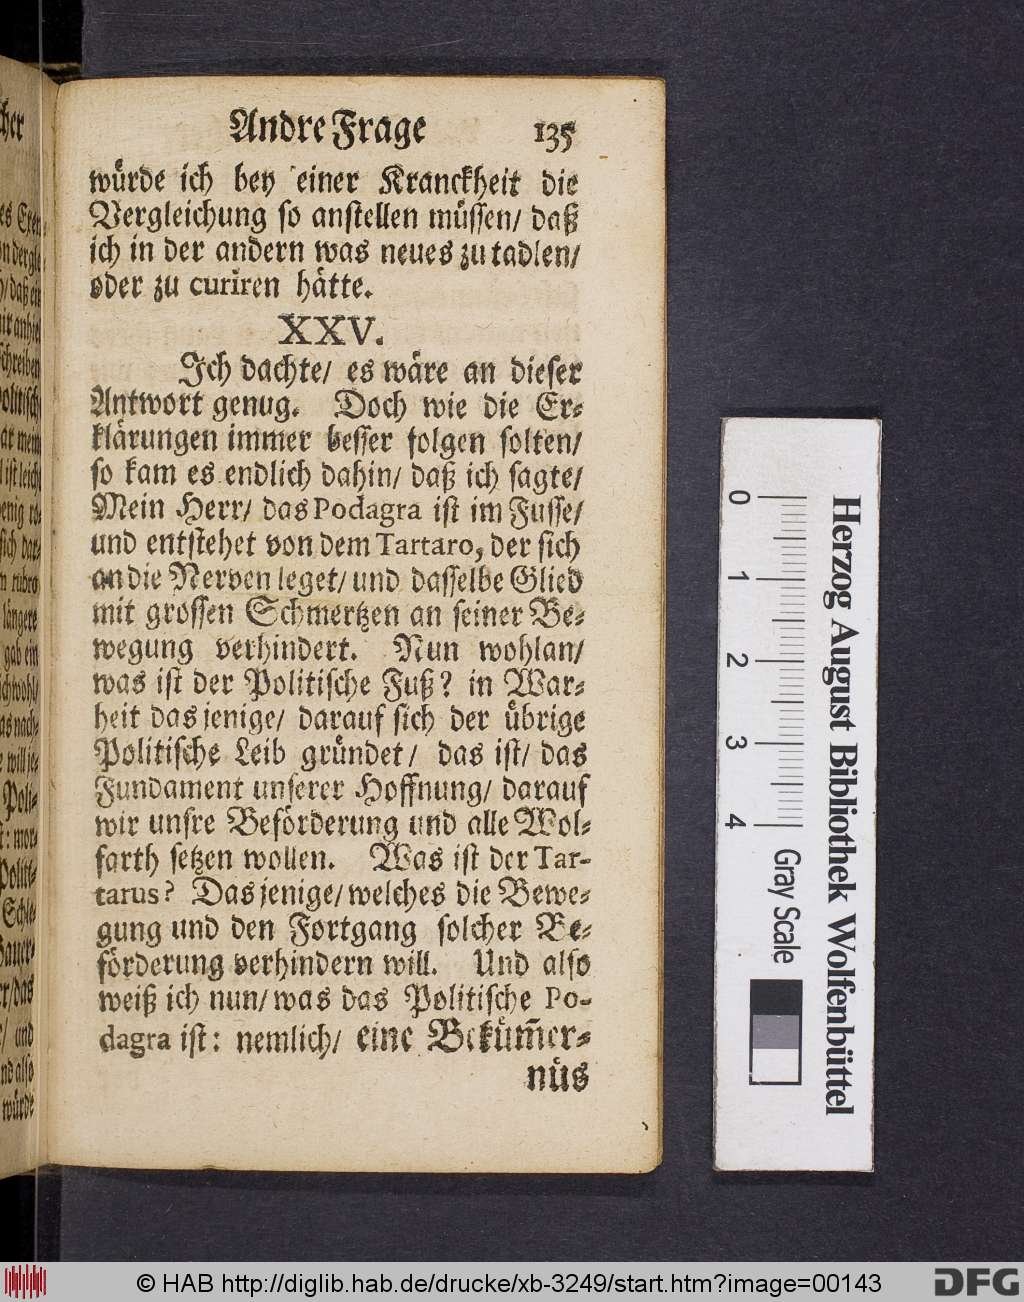 Andre Frage 135
würde ich bey einer Kranckheit die
Vergleichung so anstellen müssen/ daß
ich in der andern was neues zu tadlen/
oder zu curiren hätte.
XXV.
Ich dachte/ es wäre an dieser
Antwort genug. Doch wie die Er-
klärungen immer besser folgen solten/
so kam es endlich dahin/ daß ich sagte/
Mein Herr/ das Podagra ist im Fusse/
und entstehet von dem Tartaro, der sich
an die Nerven leget/ und dasselbe Glied
mit grossen Schmertzen an seiner Be-
wegung verhindert. Nun wohlan/
was ist der Politische Fuß? in War-
heit dasjenige/ darauf sich der übrige
Politische Leib gründet/ das ist/ das
Fundament unserer Hoffnung/ darauf
wir unsre Beförderung und alle Wol-
farth setzen wollen. Was ist der Tar-
tarus? Dasjenige/ welches die Bewe-
gung und den Fortgang solcher Be-
förderung verhindern will. Und also
weiß ich nun/ was das Politische Po-
dagra ist: nemlich/ eine Beküm̃er-
nüs
0 1 2 3 4
Gray Scale
Herzog August Bibliothek Wolfenbüttel
© HAB http://diglib.hab.de/drucke/xb-3249/start.htm?image=00143
DFG